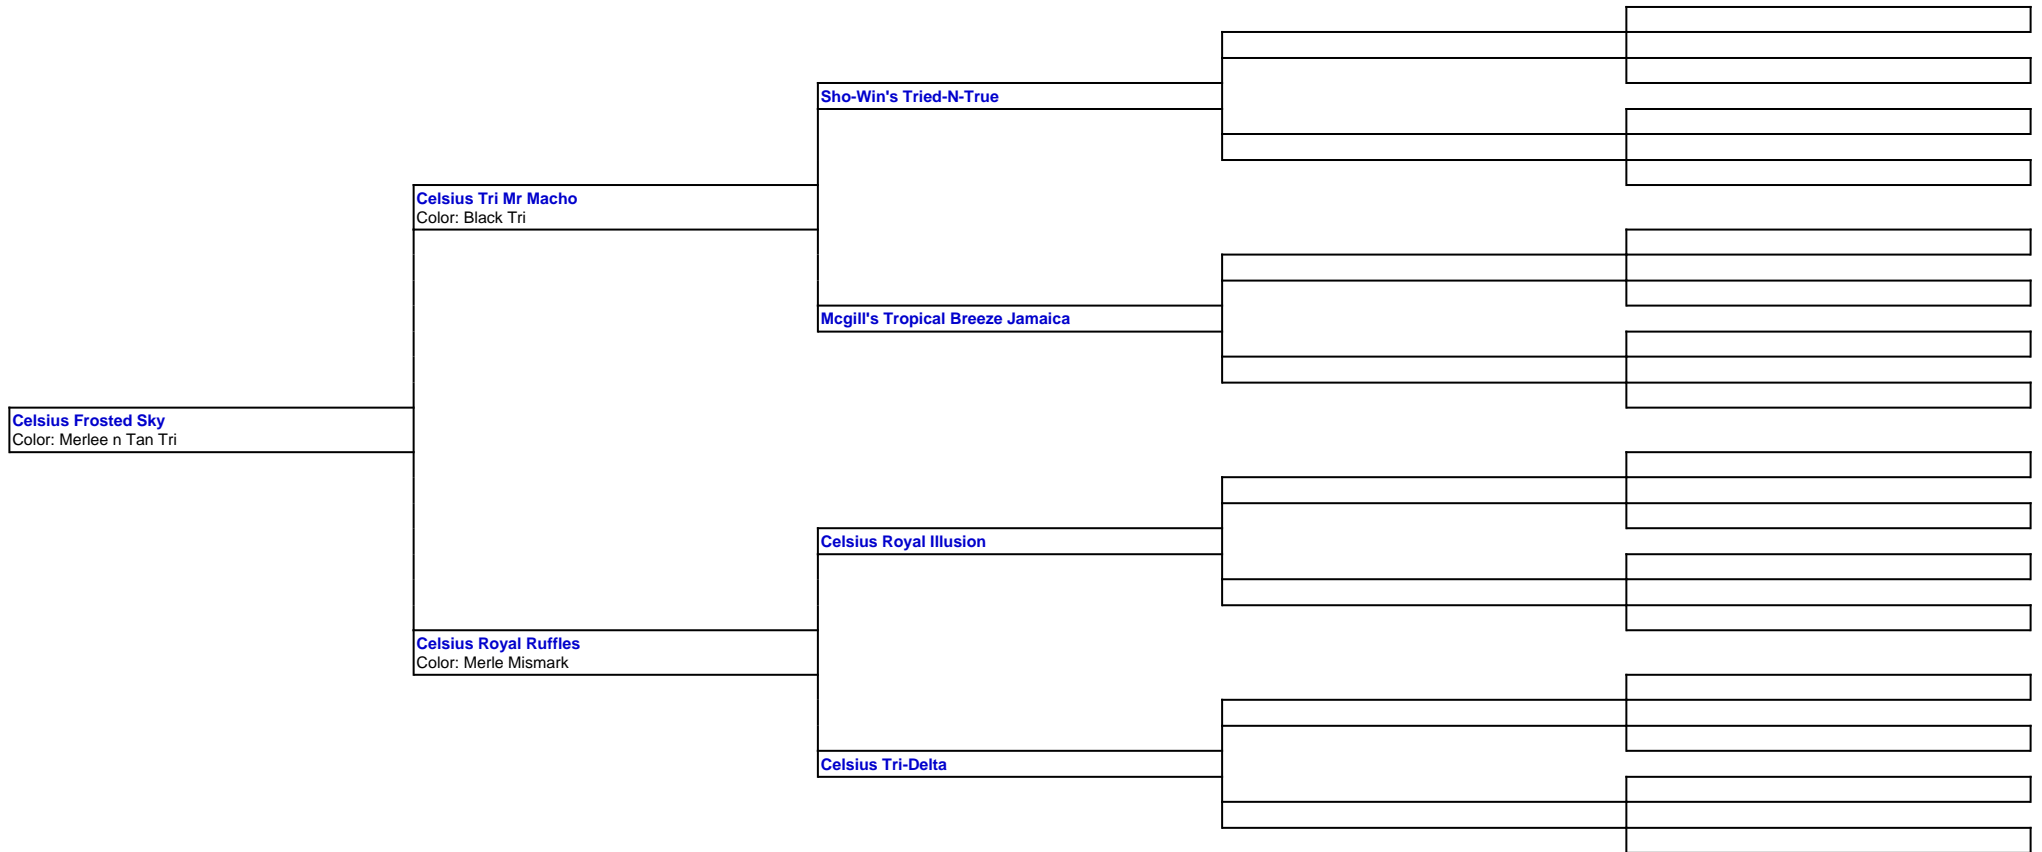 Sho-Win's Tried-N-True
Celsius Tri Mr Macho
Color: Black Tri
Mcgill's Tropical Breeze Jamaica
Celsius Frosted Sky
Color: Merlee n Tan Tri
Celsius Royal Illusion
Celsius Royal Ruffles
Color: Merle Mismark
Celsius Tri-Delta